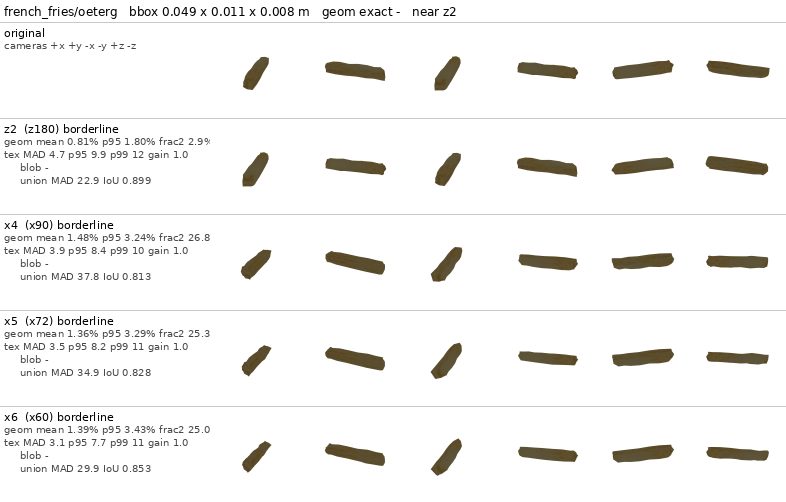 french_fries/oeterg bbox 0.049 x 0.011 x 0.008 m geom exact - near z2
original
cameras +x +y -x -y +z -z
z2 (z180) borderline
geom mean 0.81% p95 1.80% frac2 2.9%
tex MAD 4.7 p95 9.9 p99 12 gain 1.0
blob -
union MAD 22.9 IoU 0.899
x4 (x90) borderline
geom mean 1.48% p95 3.24% frac2 26.8
tex MAD 3.9 p95 8.4 p99 10 gain 1.0
blob -
union MAD 37.8 IoU 0.813
x5 (x72) borderline
geom mean 1.36% p95 3.29% frac2 25.3
tex MAD 3.5 p95 8.2 p99 11 gain 1.0
blob -
union MAD 34.9 IoU 0.828
x6 (x60) borderline
geom mean 1.39% p95 3.43% frac2 25.0
tex MAD 3.1 p95 7.7 p99 11 gain 1.0
blob -
union MAD 29.9 IoU 0.853